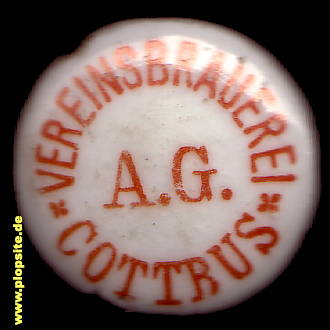 VEREINSBRAUEREI
A.G.
* COTTBUS *
www.plopsite.de